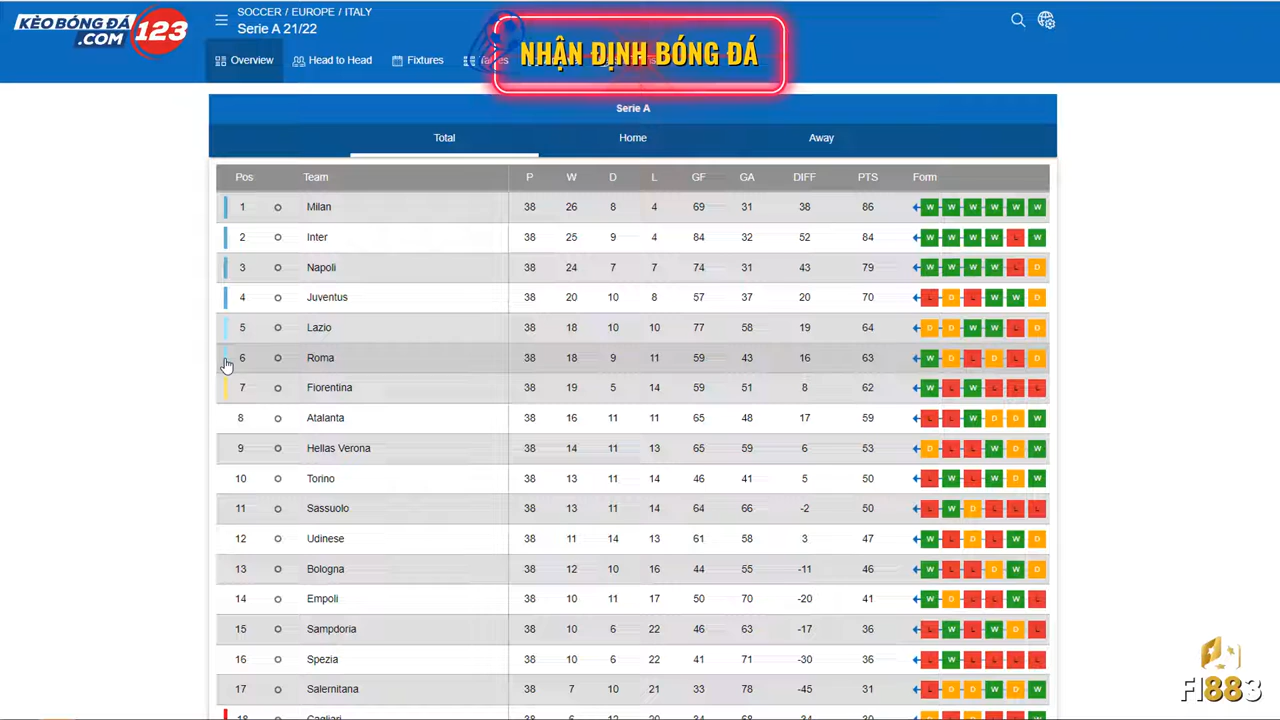 KÈO BÓNG ĐÁ
.COM 123
SOCCER / EUROPE / ITALY
Serie A 21/22
NHẬN ĐỊNH BÓNG ĐÁ
Overview Head to Head Fixtures
Serie A
Total Home Away
Pos Team P W D L GF GA DIFF PTS Form
1 Milan 38 26 8 4 69 31 38 86 W W W W W W
2 Inter 38 25 9 4 84 32 52 84 W W W W L W
3 Napoli 38 24 7 7 74 31 43 79 W W W W L D
4 Juventus 38 20 10 8 57 37 20 70 L D L W W D
5 Lazio 38 18 10 10 77 58 19 64 D D W W L D
6 Roma 38 18 9 11 59 43 16 63 W D L D L D
7 Fiorentina 38 19 5 14 59 51 8 62 W L W L L L
8 Atalanta 38 16 11 11 65 48 17 59 L L W D D W
9 Hellas Verona 38 14 11 13 65 59 6 53 D L L W D W
10 Torino 38 13 11 14 46 41 5 50 L W L W D W
11 Sassuolo 38 13 11 14 64 66 -2 50 L W D L L L
12 Udinese 38 11 14 13 61 58 3 47 W L D L W D
13 Bologna 38 12 10 16 44 55 -11 46 W L L D W D
14 Empoli 38 10 11 17 50 70 -20 41 W D L L W L
15 Sampdoria 38 10 6 22 46 63 -17 36 L W L W D L
16 Spezia 38 10 6 22 41 71 -30 36 L W L L L L
17 Salernitana 38 7 10 21 33 78 -45 31 L D D W D W
FI883